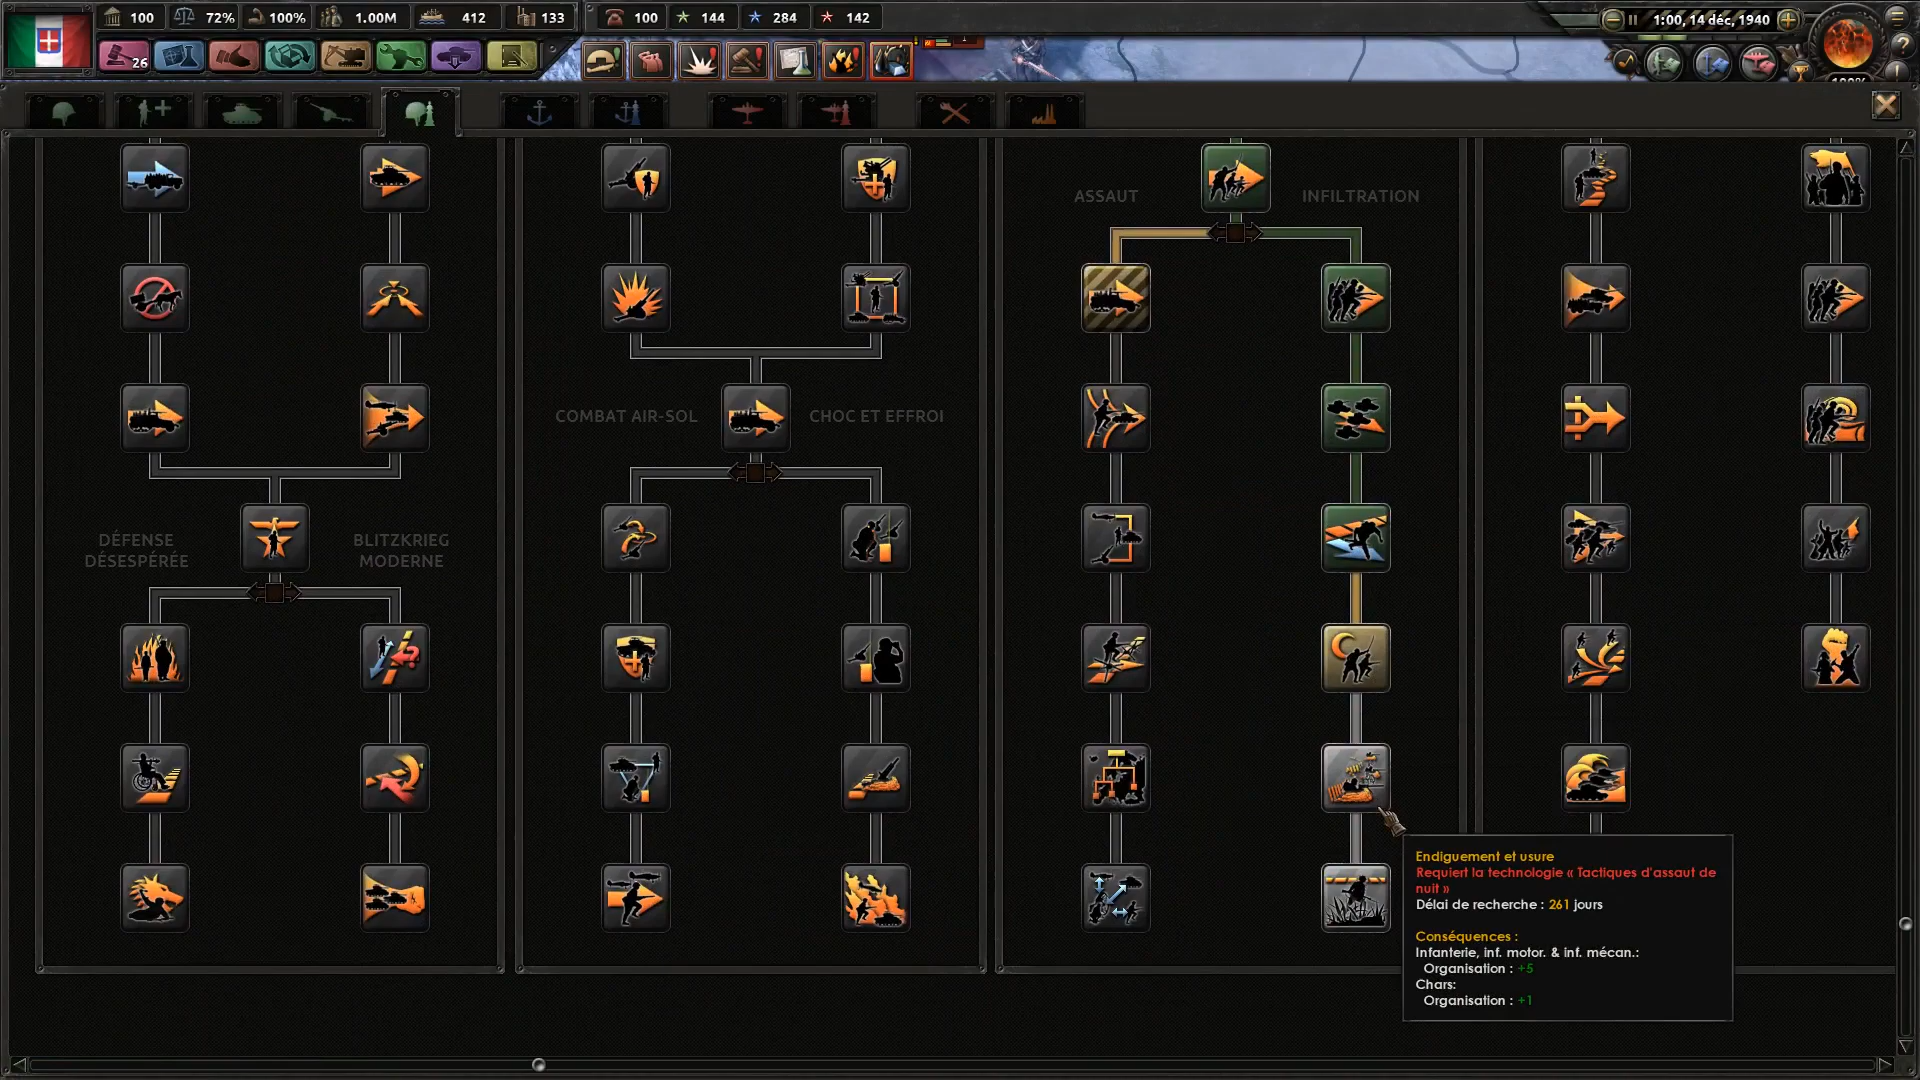 100
72%
100%
1.00M
412
133
100
144
284
142
1:00, 14 déc, 1940
26
1
ASSAUT
INFILTRATION
COMBAT AIR-SOL
CHOC ET EFFROI
DÉFENSE
DÉSESPÉRÉE
BLITZKRIEG
MODERNE
Endiguement et usure
Requiert la technologie « Tactiques d'assaut de
nuit »
Délai de recherche : 261 jours
Conséquences :
Infanterie, inf. motor. & inf. mécan.:
Organisation : +5
Chars:
Organisation : +1